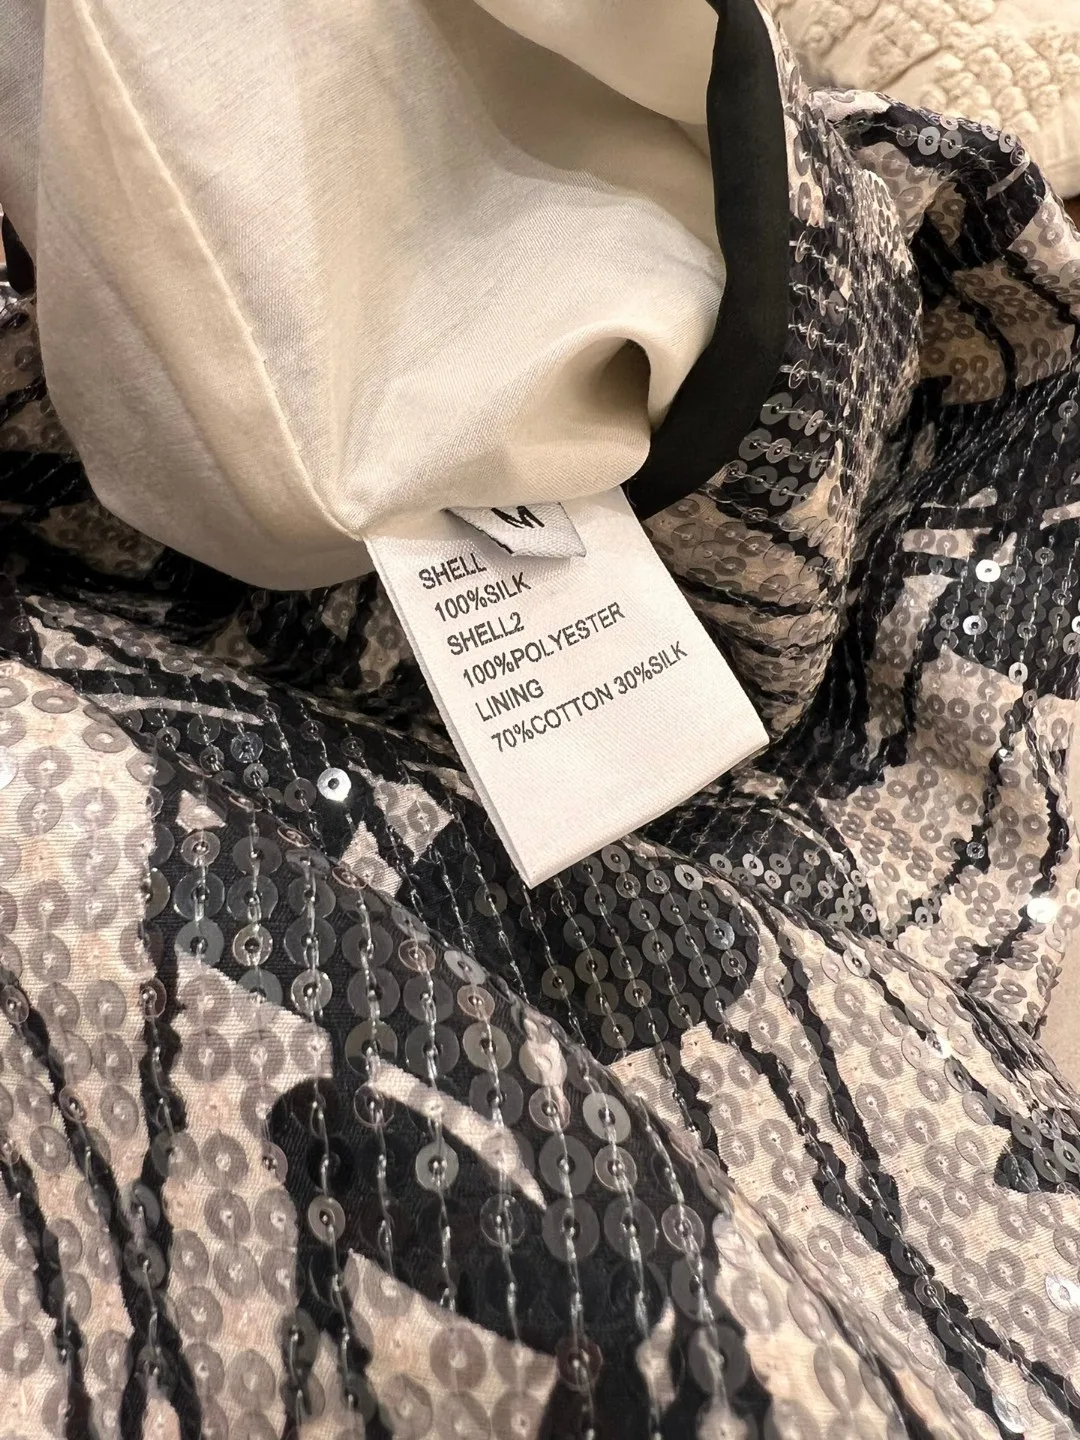 M
SHELL
100%SILK
SHELL2
100%POLYESTER
LINING
70%COTTON 30%SILK